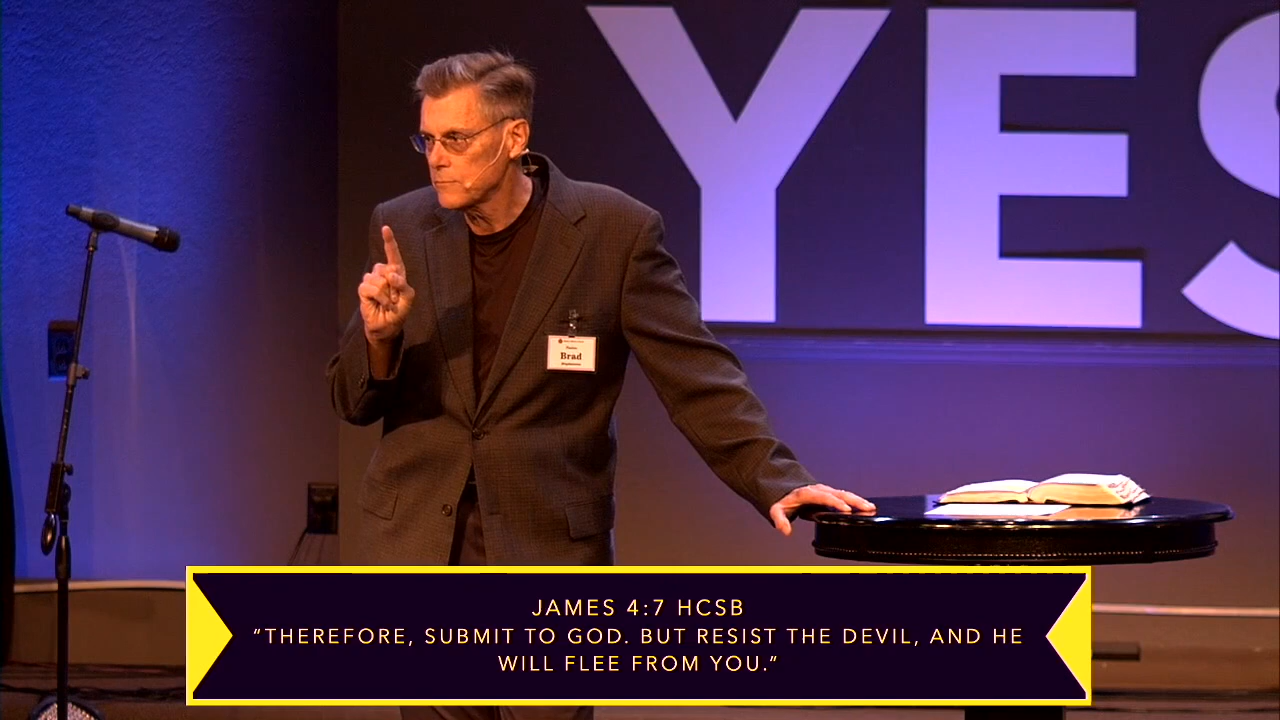 YES
Brad
JAMES 4:7 HCSB
“THEREFORE, SUBMIT TO GOD. BUT RESIST THE DEVIL, AND HE
WILL FLEE FROM YOU.”